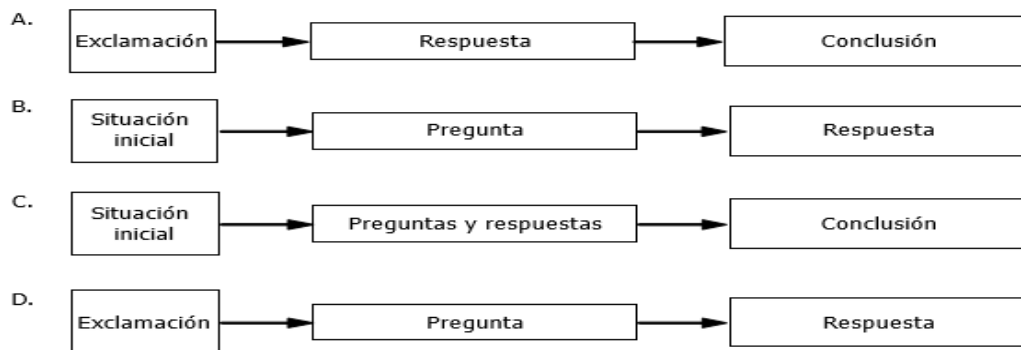 A.
Exclamación
Respuesta
Conclusión
B.
Situación
inicial
Pregunta
Respuesta
C.
Situación
inicial
Preguntas y respuestas
Conclusión
D.
Exclamación
Pregunta
Respuesta